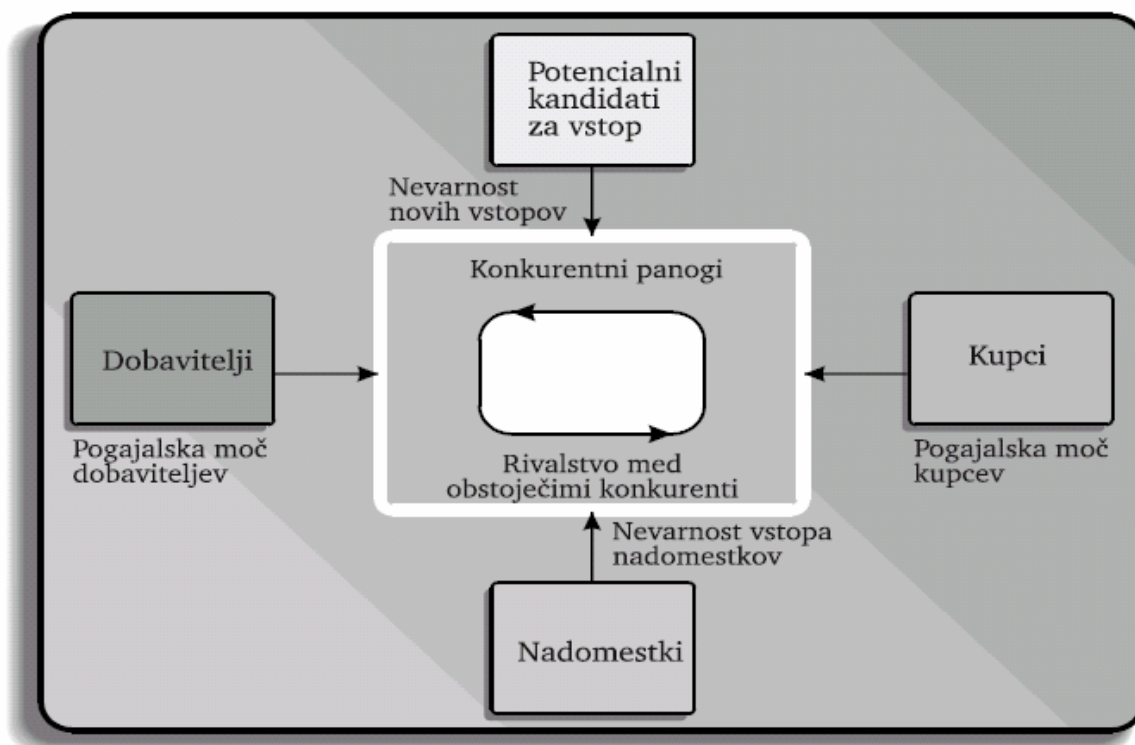 Potencialni
kandidati
za vstop
Nevarnost
novih vstopov
Konkurentni panogi
Dobavitelji
Kupci
Pogajalska moč
dobaviteljev
Pogajalska moč
kupcev
Rivalstvo med
obstoječimi konkurenti
Nevarnost vstopa
nadomestkov
Nadomestki